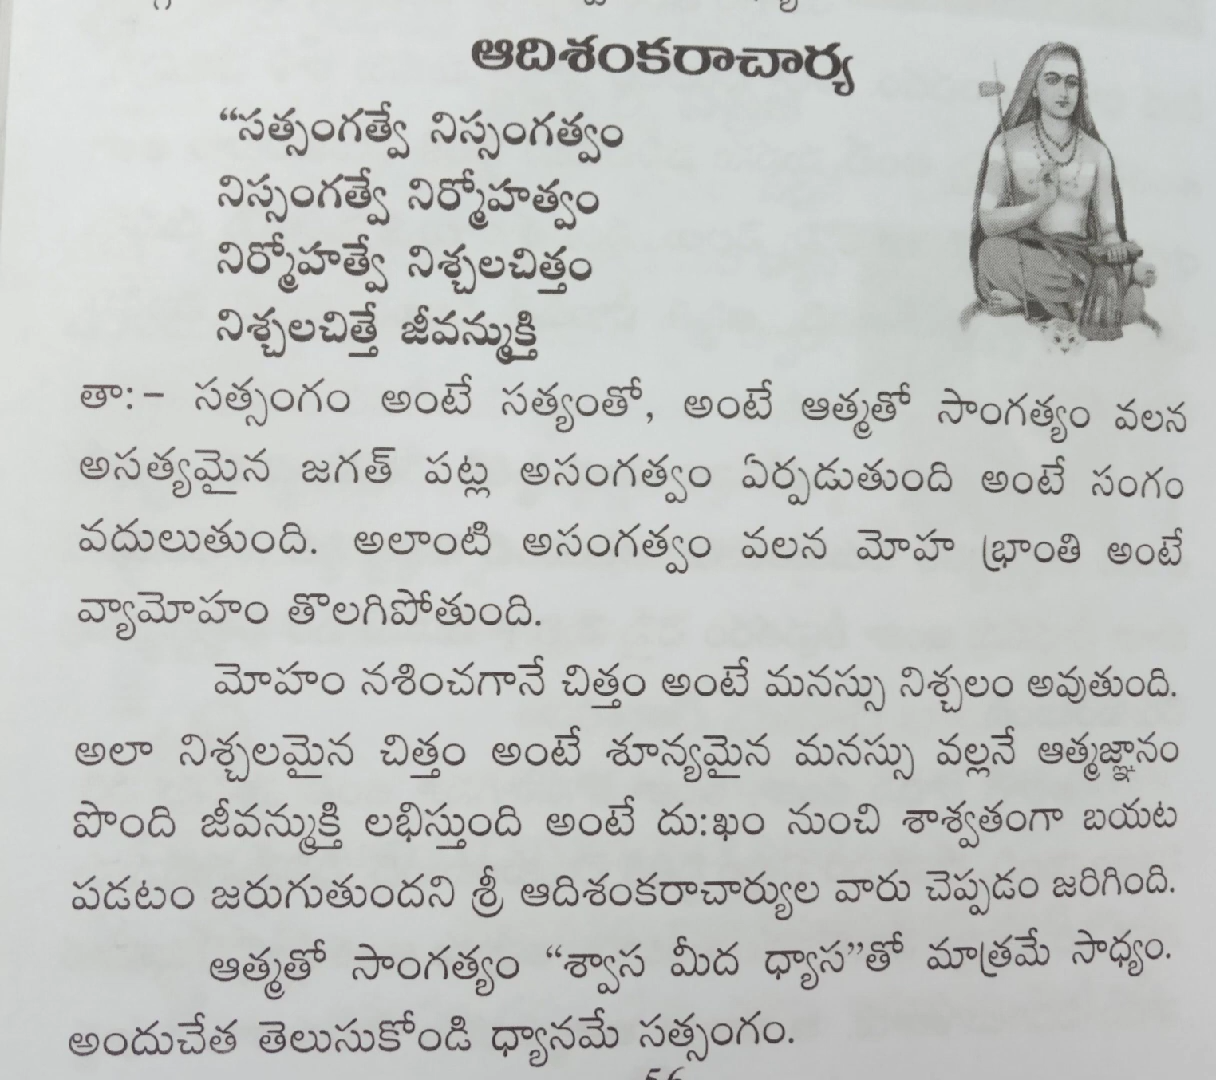 ఆదిశంకరాచార్య
“సత్సంగత్వే నిస్సంగత్వం
నిస్సంగత్వే నిర్మోహత్వం
నిర్మోహత్వే నిశ్చలచిత్తం
నిశ్చలచిత్తే జీవన్ముక్తి
తా:- సత్సంగం అంటే సత్యంతో, అంటే ఆత్మతో సాంగత్యం వలన
అసత్యమైన జగత్ పట్ల అసంగత్వం ఏర్పడుతుంది అంటే సంగం
వదులుతుంది. అలాంటి అసంగత్వం వలన మోహ భ్రాంతి అంటే
వ్యామోహం తొలగిపోతుంది.
మోహం నశించగానే చిత్తం అంటే మనస్సు నిశ్చలం అవుతుంది.
అలా నిశ్చలమైన చిత్తం అంటే శూన్యమైన మనస్సు వల్లనే ఆత్మజ్ఞానం
పొంది జీవన్ముక్తి లభిస్తుంది అంటే దు:ఖం నుంచి శాశ్వతంగా బయట
పడటం జరుగుతుందని శ్రీ ఆదిశంకరాచార్యుల వారు చెప్పడం జరిగింది.
ఆత్మతో సాంగత్యం “శ్వాస మీద ధ్యాస”తో మాత్రమే సాధ్యం.
అందుచేత తెలుసుకోండి ధ్యానమే సత్సంగం.